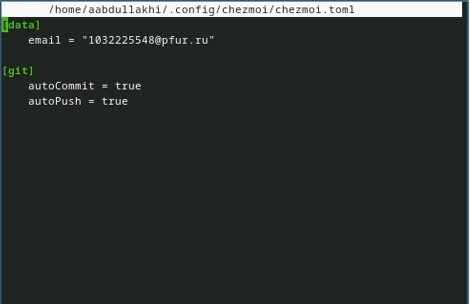 /home/aabdullakhi/.config/chezmoi/chezmoi.toml
[data]
email = "1032225548@pfur.ru"
[git]
autoCommit = true
autoPush = true